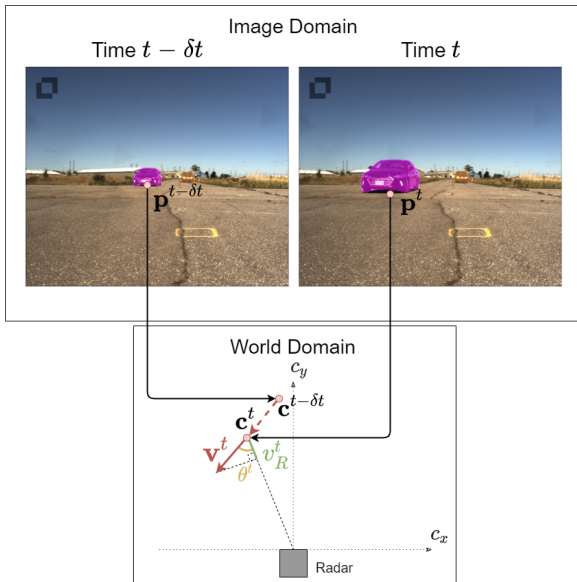 Image Domain
Time t − δt
Time t
p^{t−δt}
p^t
World Domain
c_y
c^{t−δt}
c^t
v^t
v_R^t
θ^t
c_x
Radar